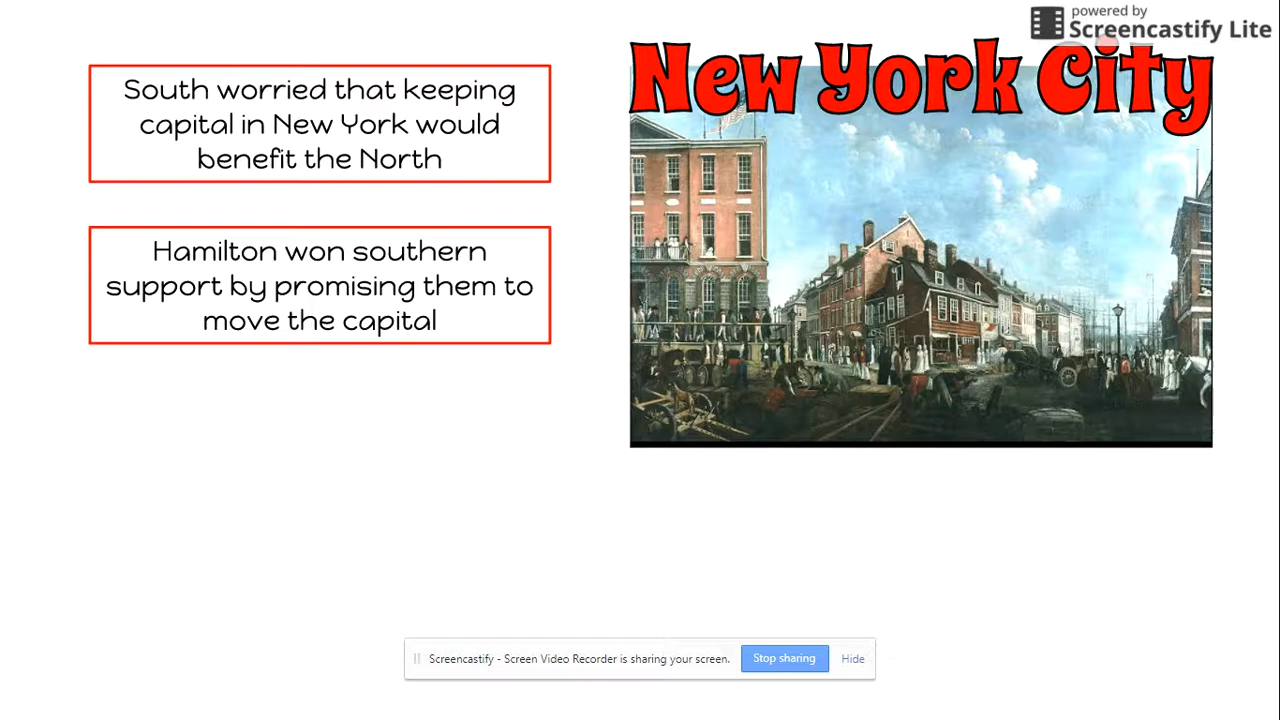 powered by
Screencastify Lite
New York City
South worried that keeping
capital in New York would
benefit the North
Hamilton won southern
support by promising them to
move the capital
Screencastify - Screen Video Recorder is sharing your screen.
Stop sharing
Hide